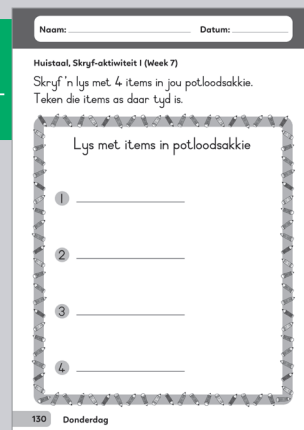 Naam: Datum:
Huistaal, Skryf-aktiwiteit 1 (Week 7)
Skryf 'n lys met 4 items in jou potloodsakkie.
Teken die items as daar tyd is.
Lys met items in potloodsakkie
1
2
3
4
130 Donderdag